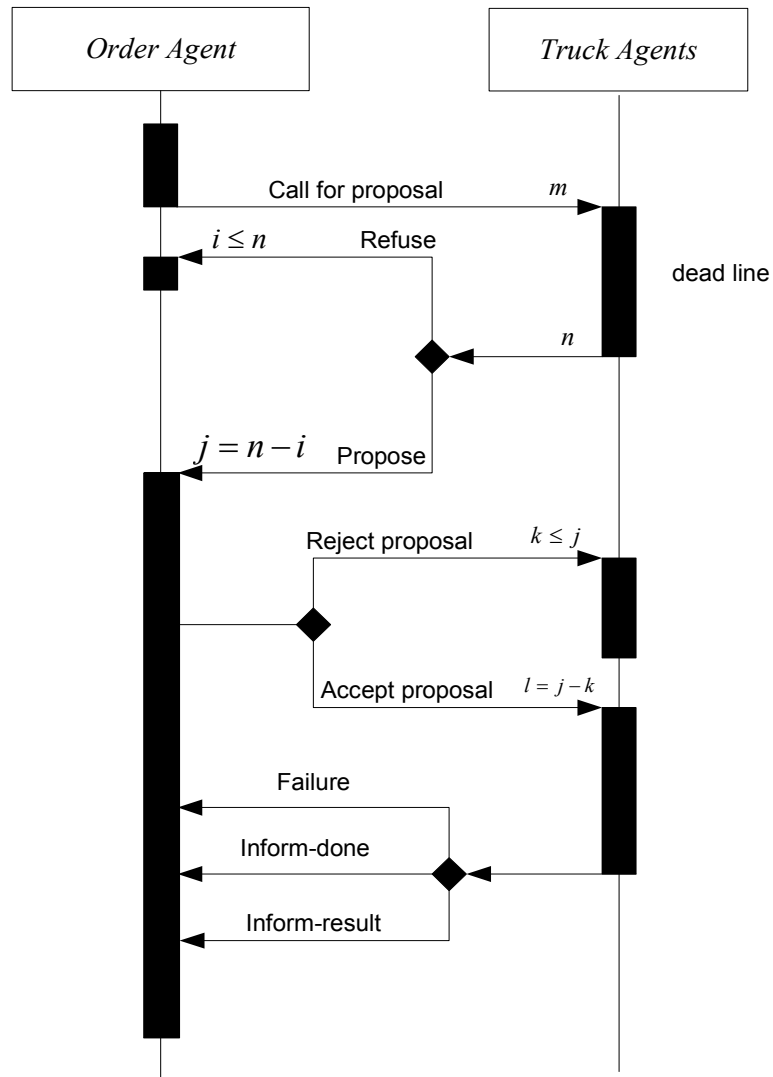 Order Agent
Truck Agents
Call for proposal
m
i ≤ n
Refuse
dead line
n
j = n − i
Propose
Reject proposal
k ≤ j
Accept proposal
l = j − k
Failure
Inform-done
Inform-result